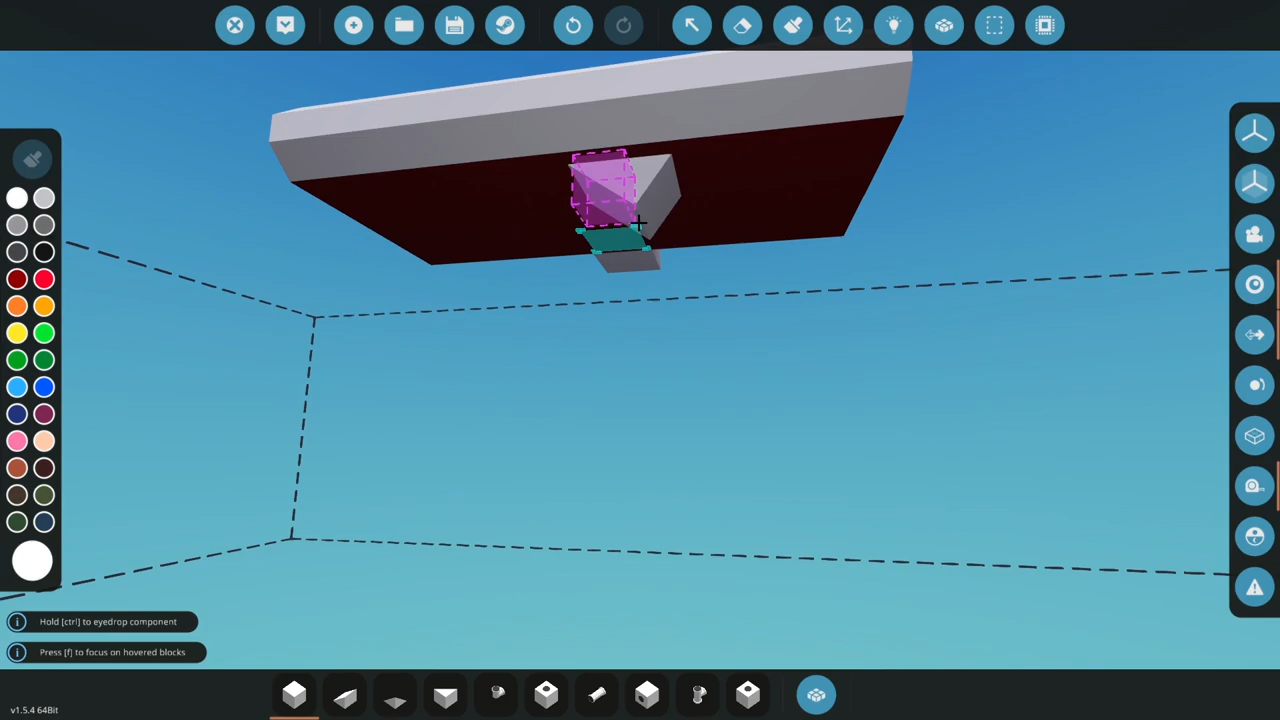 Hold [ctrl] to eyedrop component
Press [f] to focus on hovered blocks
v1.5.4 64Bit